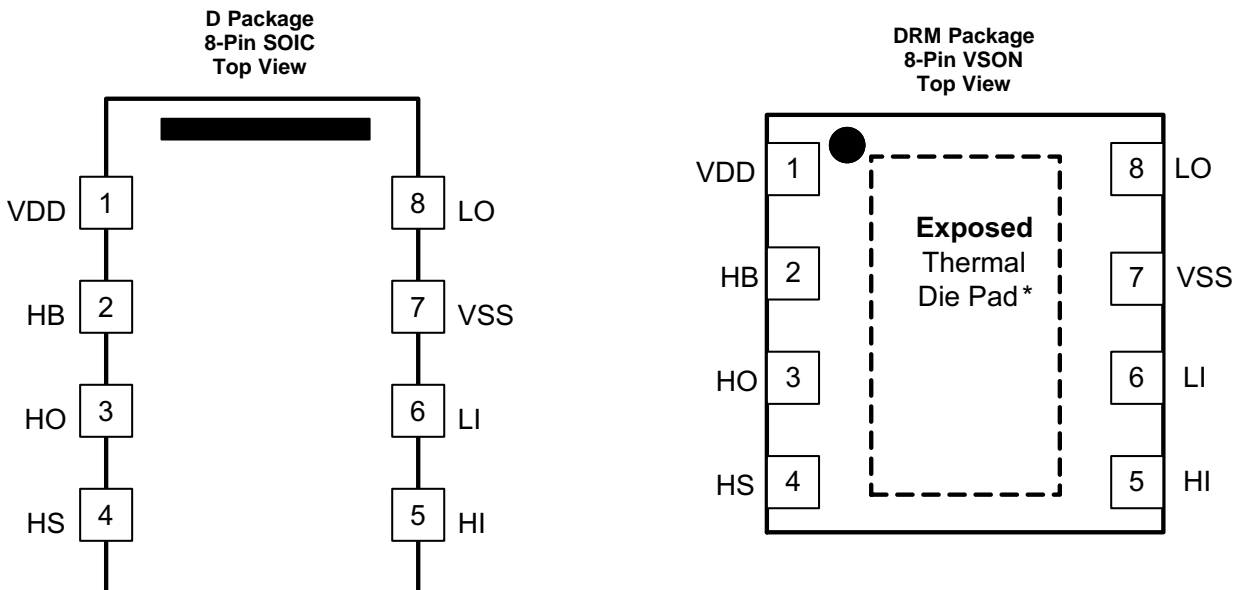 D Package
8-Pin SOIC
Top View
VDD 1
8 LO
HB 2
7 VSS
HO 3
6 LI
HS 4
5 HI
DRM Package
8-Pin VSON
Top View
VDD 1
8 LO
Exposed
Thermal
Die Pad *
HB 2
7 VSS
HO 3
6 LI
HS 4
5 HI